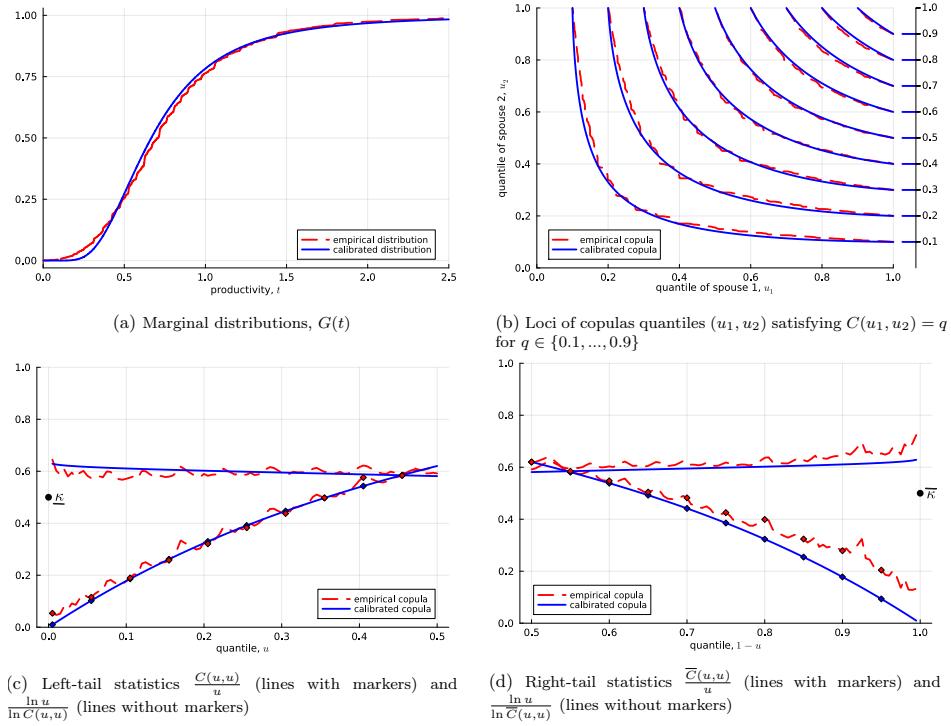 1.00
0.75
0.50
0.25
0.00
0.0 0.5 1.0 1.5 2.0 2.5
productivity, t
empirical distribution
calibrated distribution
(a) Marginal distributions, G(t)
1.0
0.8
0.6
0.4
0.2
0.0
quantile of spouse 2, u₂
0.0 0.2 0.4 0.6 0.8 1.0
quantile of spouse 1, u₁
empirical copula
calibrated copula
1.0
0.9
0.8
0.7
0.6
0.5
0.4
0.3
0.2
0.1
(b) Loci of copulas quantiles (u₁, u₂) satisfying C(u₁, u₂) = q
for q ∈ {0.1, ..., 0.9}
1.0
0.8
0.6
0.4
0.2
0.0
κ
0.0 0.1 0.2 0.3 0.4 0.5
quantile, u
empirical copula
calibrated copula
(c) Left-tail statistics C(u,u)/u (lines with markers) and
ln u/ln C(u,u) (lines without markers)
1.0
0.8
0.6
0.4
0.2
0.0
κ
0.5 0.6 0.7 0.8 0.9 1.0
quantile, 1 − u
empirical copula
calbirated copula
(d) Right-tail statistics C̅(u,u)/u (lines with markers) and
ln u/ln C̅(u,u) (lines without markers)